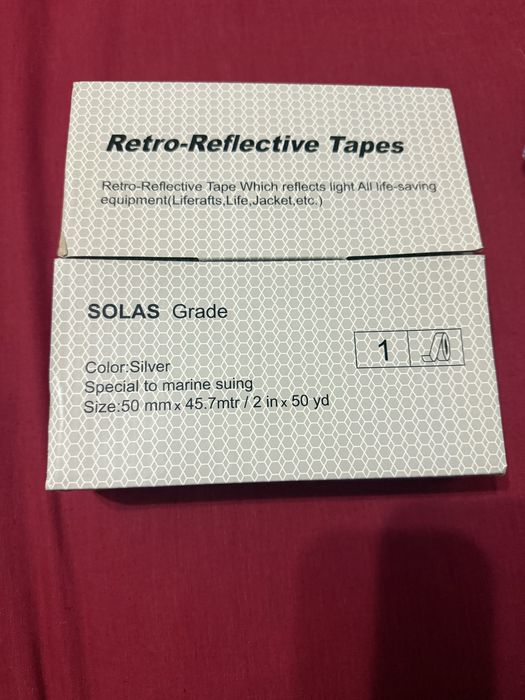 Retro-Reflective Tapes
Retro-Reflective Tape Which reflects light All life-saving
equipment(Liferafts,Life,Jacket,etc.)
SOLAS Grade
1
Color:Silver
Special to marine suing
Size:50 mm x 45.7mtr / 2 in x 50 yd